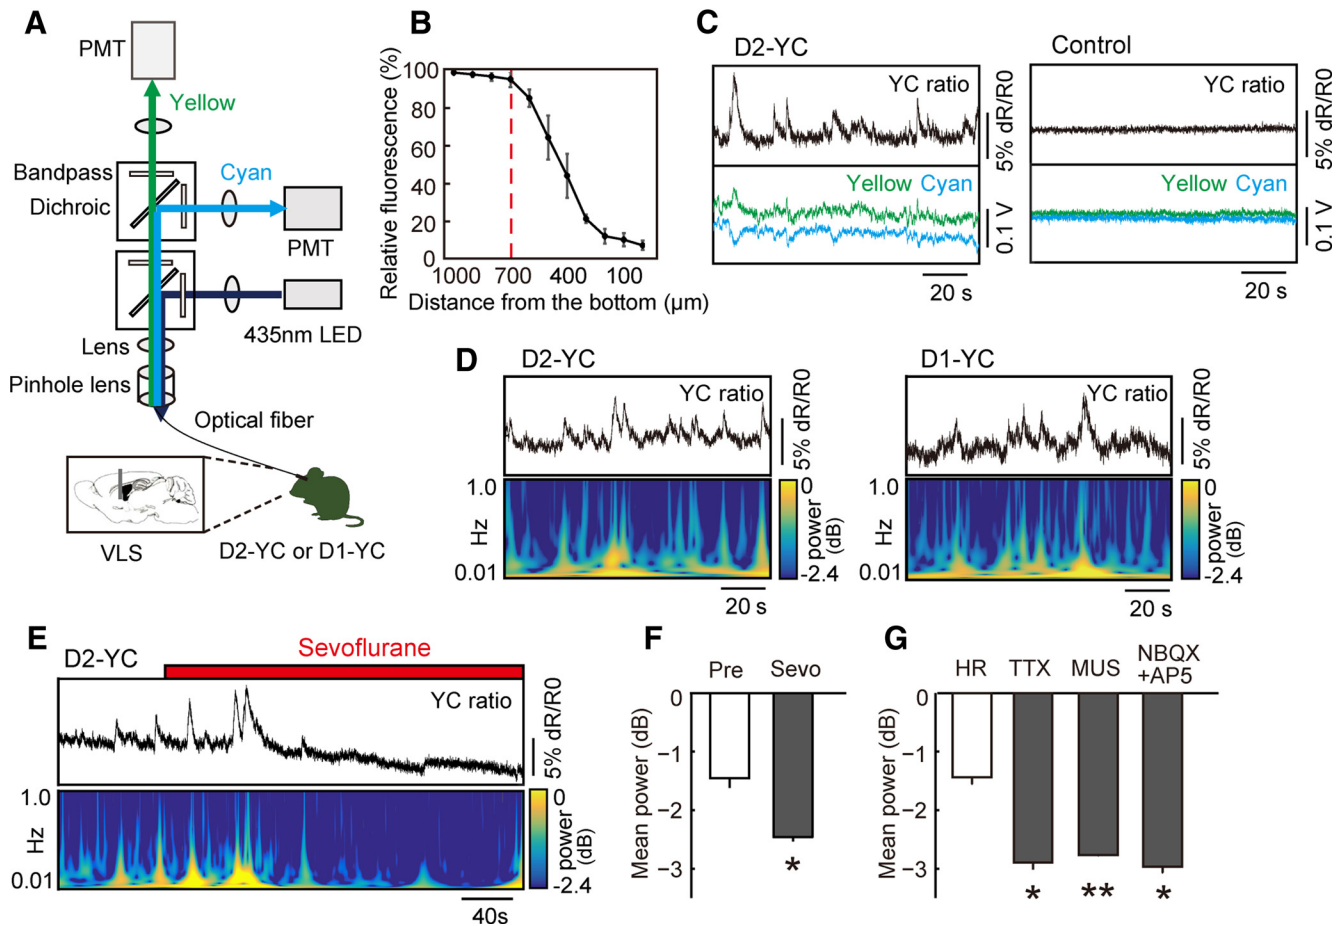 A
PMT
Yellow
Bandpass
Cyan
Dichroic
PMT
435nm LED
Lens
Pinhole lens
Optical fiber
VLS
D2-YC or D1-YC
B
Relative fluorescence (%)
100
80
60
40
20
0
1000 700 400 100
Distance from the bottom (µm)
C
D2-YC
YC ratio
5% dR/R0
Yellow Cyan
0.1 V
20 s
Control
YC ratio
5% dR/R0
Yellow Cyan
0.1 V
20 s
D
D2-YC
YC ratio
5% dR/R0
1.0
Hz
0.01
0
power
(dB)
-2.4
20 s
D1-YC
YC ratio
5% dR/R0
1.0
Hz
0.01
0
power
(dB)
-2.4
20 s
E
D2-YC
Sevoflurane
YC ratio
5% dR/R0
1.0
Hz
0.01
0
power
(dB)
-2.4
40s
F
Pre Sevo
Mean power (dB)
0
−1
−2
−3
*
G
HR TTX MUS NBQX
+AP5
Mean power (dB)
0
−1
−2
−3
* ** *